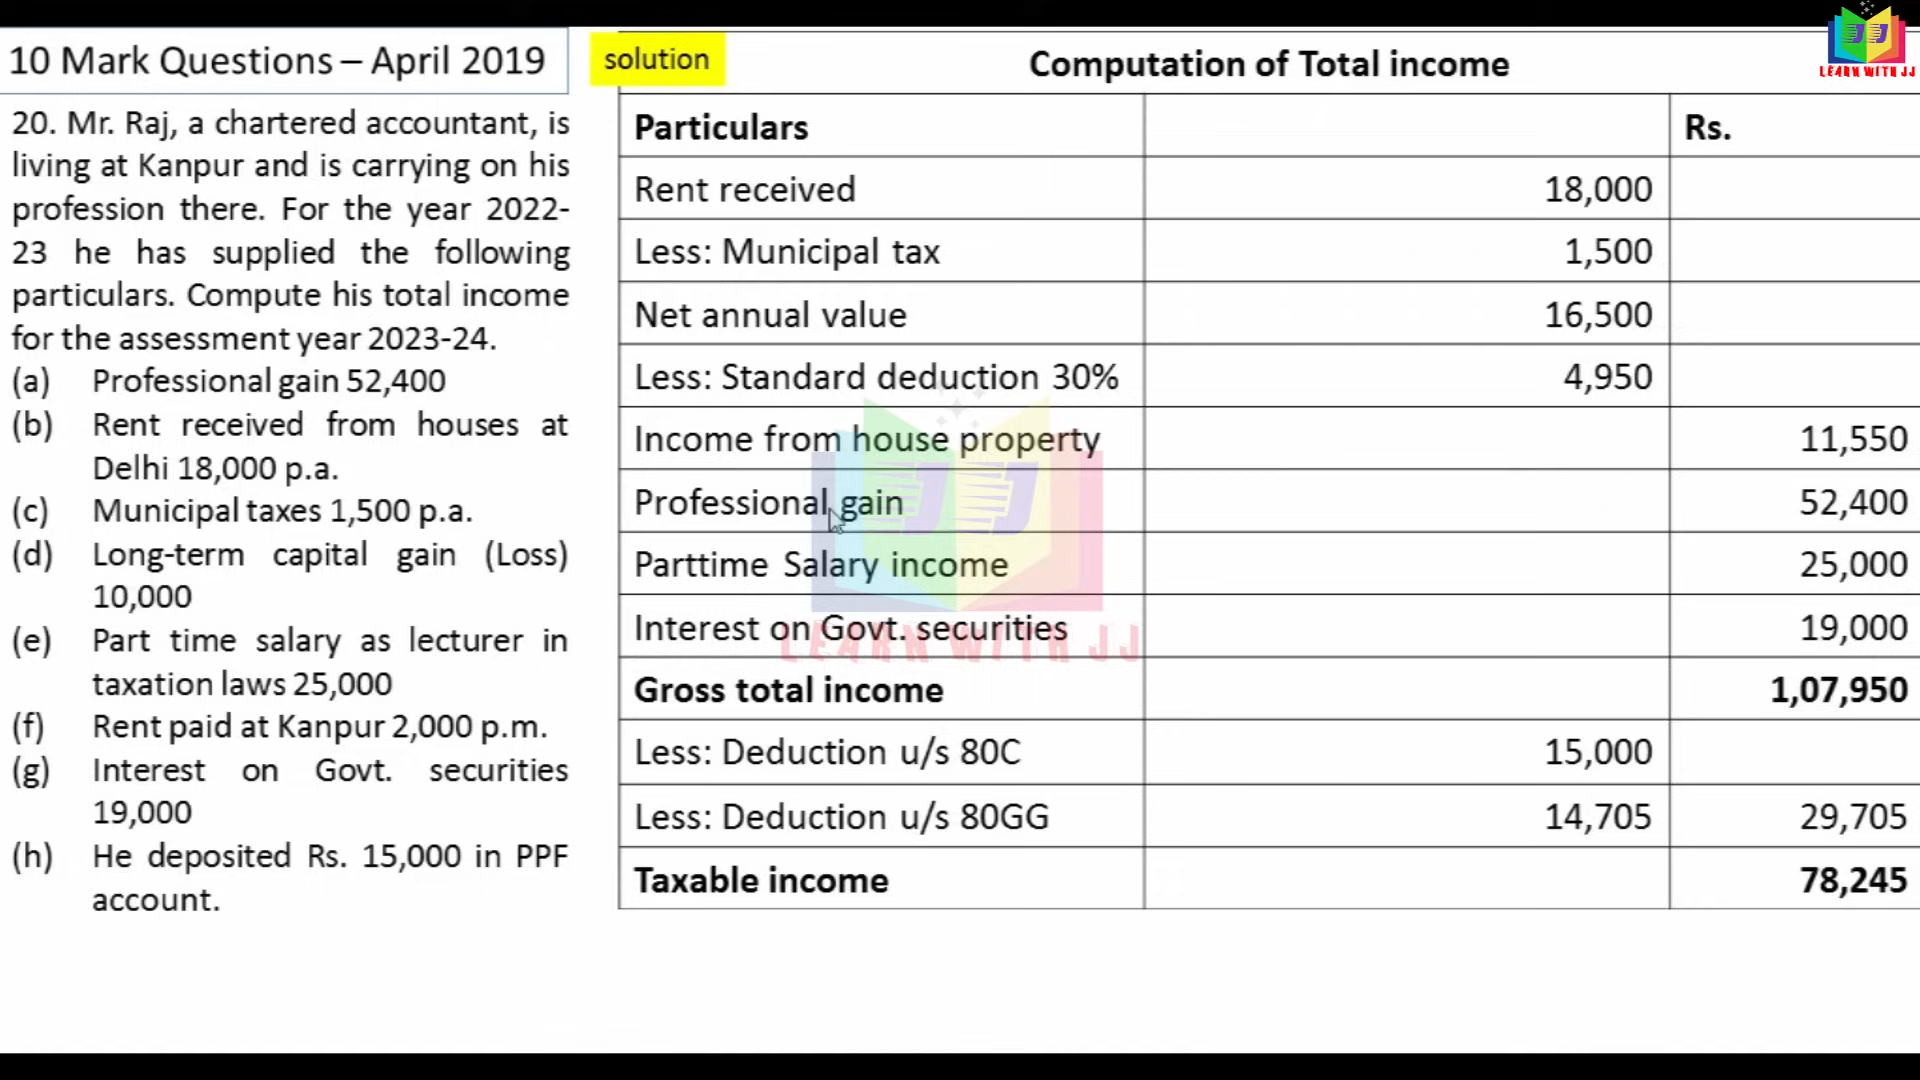 10 Mark Questions – April 2019
20. Mr. Raj, a chartered accountant, is
living at Kanpur and is carrying on his
profession there. For the year 2022-
23 he has supplied the following
particulars. Compute his total income
for the assessment year 2023-24.
(a) Professional gain 52,400
(b) Rent received from houses at
Delhi 18,000 p.a.
(c) Municipal taxes 1,500 p.a.
(d) Long-term capital gain (Loss)
10,000
(e) Part time salary as lecturer in
taxation laws 25,000
(f) Rent paid at Kanpur 2,000 p.m.
(g) Interest on Govt. securities
19,000
(h) He deposited Rs. 15,000 in PPF
account.
solution
Computation of Total income
Particulars Rs.
Rent received 18,000
Less: Municipal tax 1,500
Net annual value 16,500
Less: Standard deduction 30% 4,950
Income from house property 11,550
Professional gain 52,400
Parttime Salary income 25,000
Interest on Govt. securities 19,000
Gross total income 1,07,950
Less: Deduction u/s 80C 15,000
Less: Deduction u/s 80GG 14,705 29,705
Taxable income 78,245
JJ
LEARN WITH JJ
JJ
LEARN WITH JJ